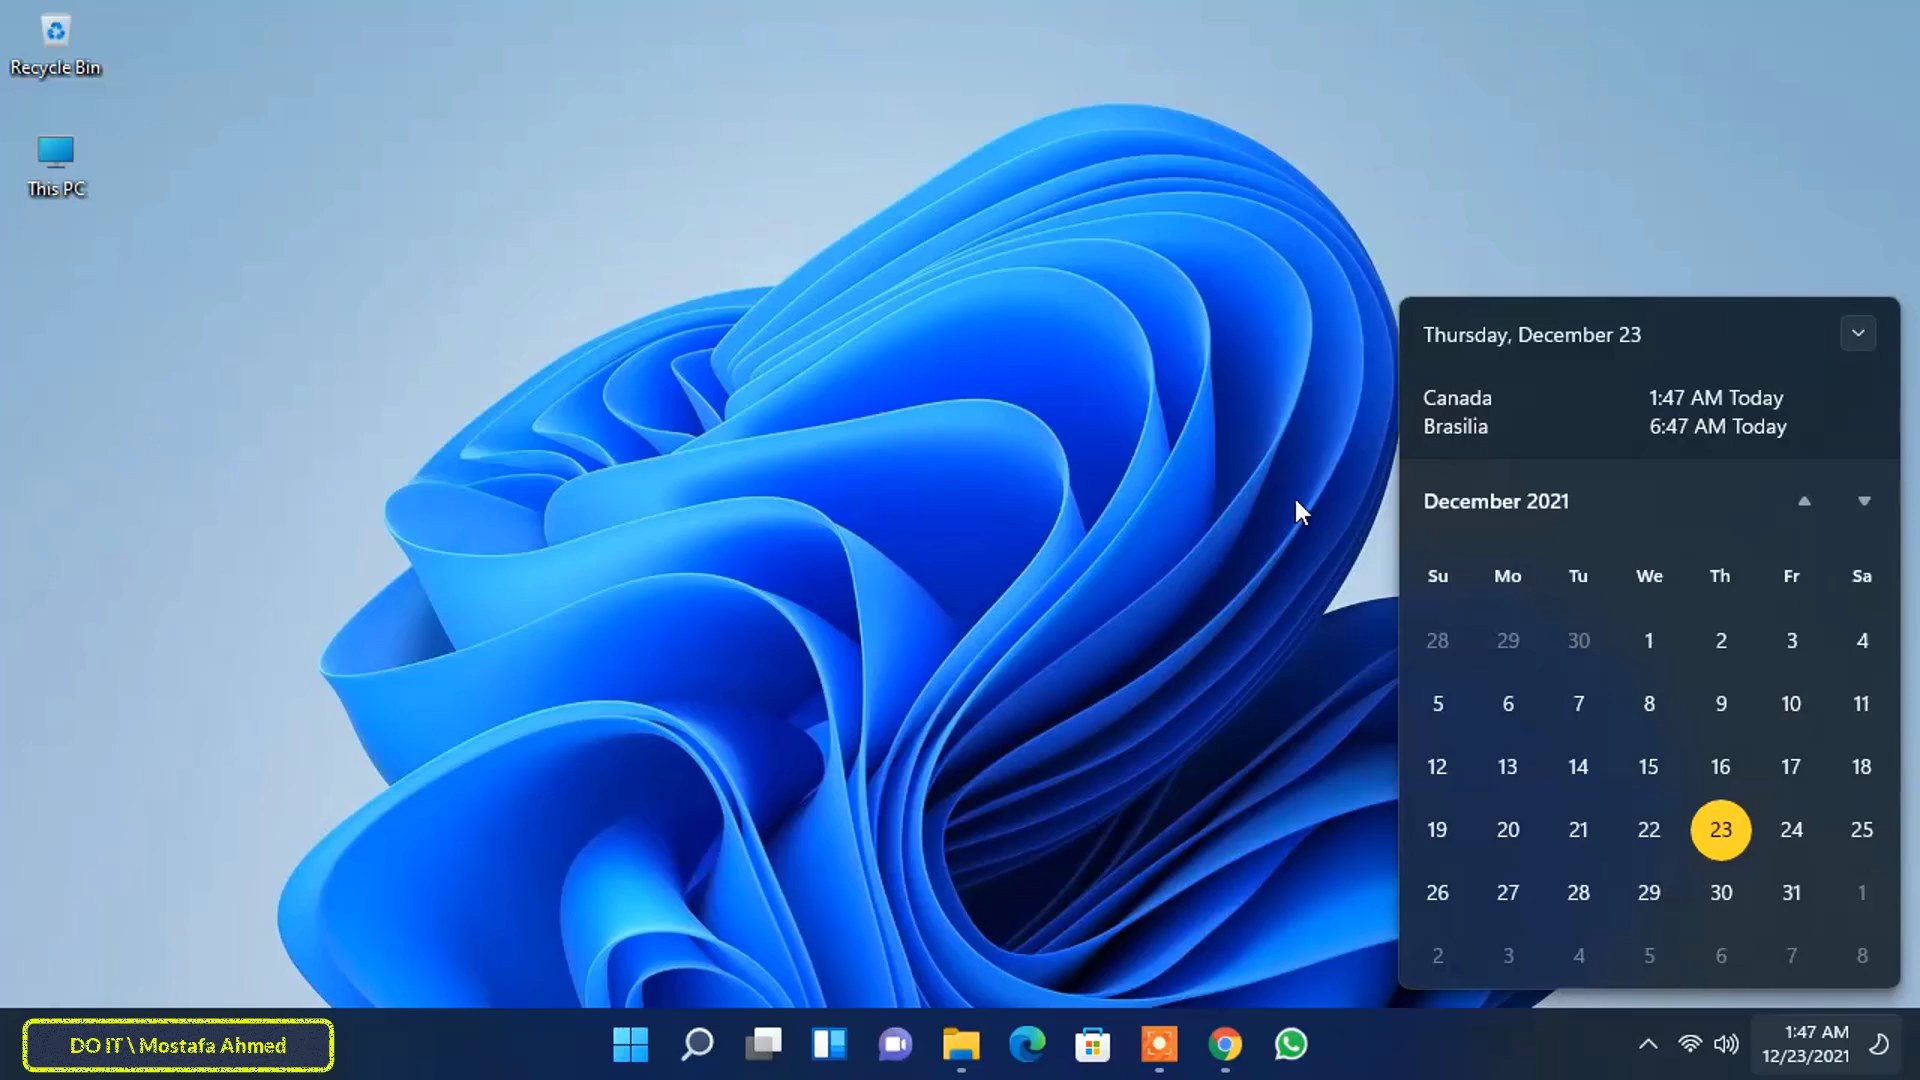 Recycle Bin
This PC
Thursday, December 23
Canada 1:47 AM Today
Brasilia 6:47 AM Today
December 2021
Su Mo Tu We Th Fr Sa
28 29 30 1 2 3 4
5 6 7 8 9 10 11
12 13 14 15 16 17 18
19 20 21 22 23 24 25
26 27 28 29 30 31 1
2 3 4 5 6 7 8
DO IT \ Mostafa Ahmed
1:47 AM
12/23/2021